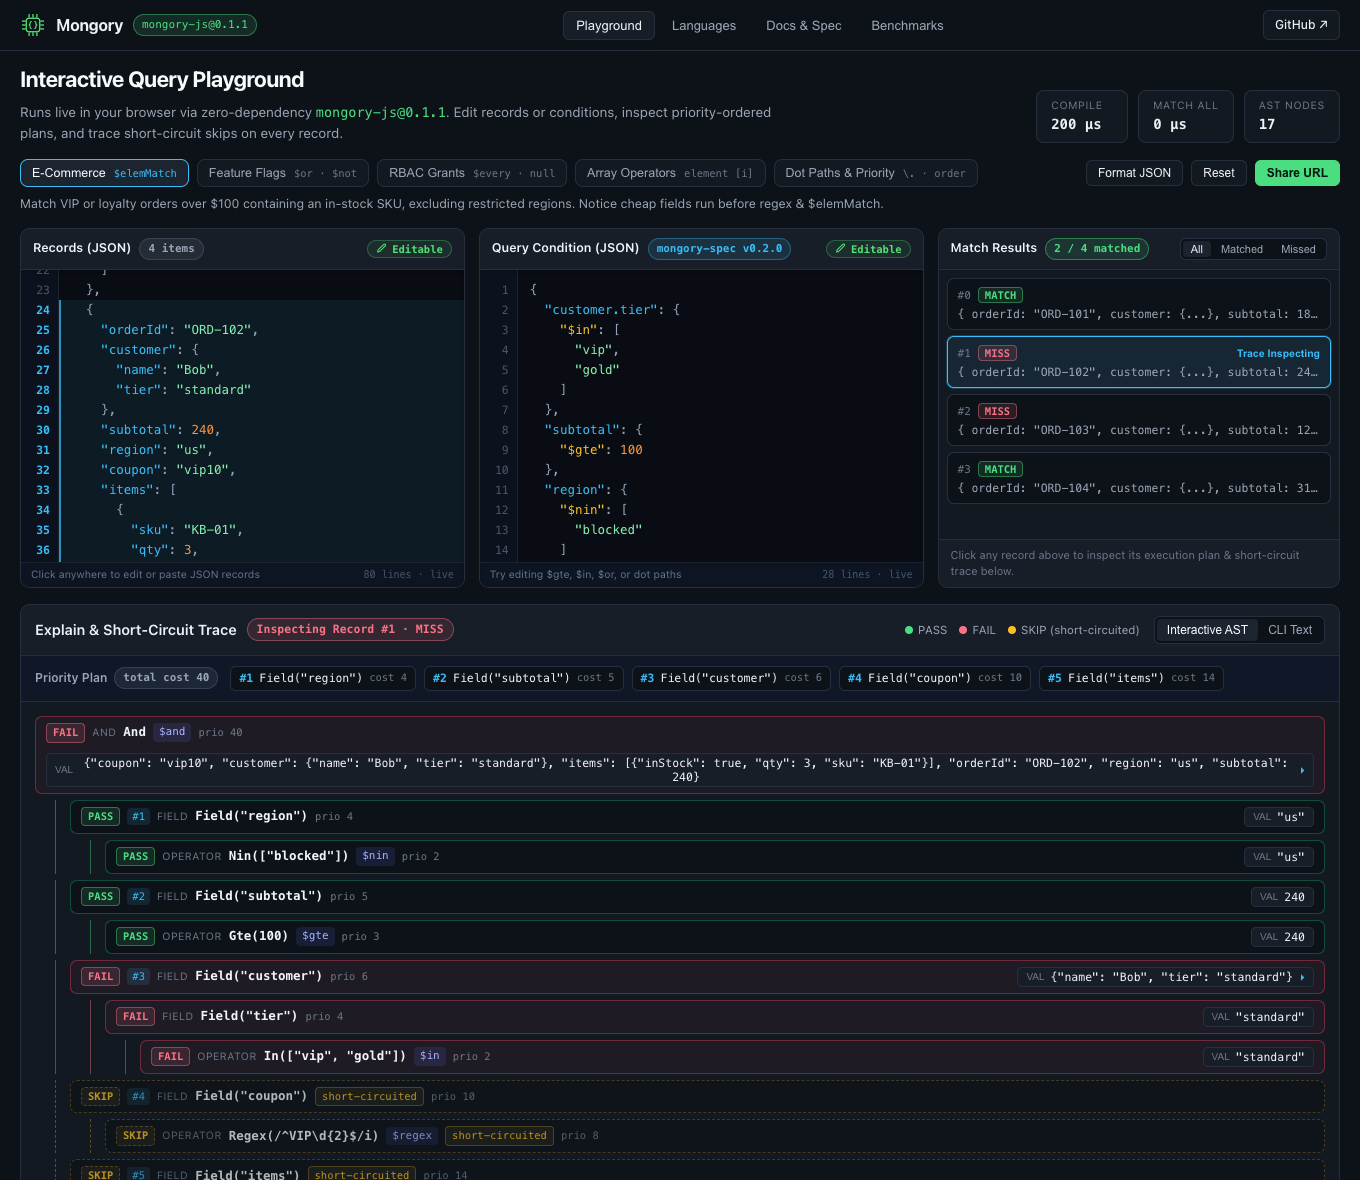 Mongory mongory-js@0.1.1 Playground Languages Docs & Spec Benchmarks GitHub ↗
Interactive Query Playground
Runs live in your browser via zero-dependency mongory-js@0.1.1. Edit records or conditions, inspect priority-ordered
plans, and trace short-circuit skips on every record.
COMPILE
200 µs
MATCH ALL
0 µs
AST NODES
17
E-Commerce $elemMatch Feature Flags $or · $not RBAC Grants $every · null Array Operators element [i] Dot Paths & Priority \. · order Format JSON Reset Share URL
Match VIP or loyalty orders over $100 containing an in-stock SKU, excluding restricted regions. Notice cheap fields run before regex & $elemMatch.
Records (JSON) 4 items Editable
22 ]
23 },
24 {
25 "orderId": "ORD-102",
26 "customer": {
27 "name": "Bob",
28 "tier": "standard"
29 },
30 "subtotal": 240,
31 "region": "us",
32 "coupon": "vip10",
33 "items": [
34 {
35 "sku": "KB-01",
36 "qty": 3,
Click anywhere to edit or paste JSON records 80 lines · live
Query Condition (JSON) mongory-spec v0.2.0 Editable
1 {
2 "customer.tier": {
3 "$in": [
4 "vip",
5 "gold"
6 ]
7 },
8 "subtotal": {
9 "$gte": 100
10 },
11 "region": {
12 "$nin": [
13 "blocked"
14 ]
Try editing $gte, $in, $or, or dot paths 28 lines · live
Match Results 2 / 4 matched All Matched Missed
#0 MATCH
{ orderId: "ORD-101", customer: {...}, subtotal: 18…
#1 MISS Trace Inspecting
{ orderId: "ORD-102", customer: {...}, subtotal: 24…
#2 MISS
{ orderId: "ORD-103", customer: {...}, subtotal: 12…
#3 MATCH
{ orderId: "ORD-104", customer: {...}, subtotal: 31…
Click any record above to inspect its execution plan & short-circuit
trace below.
Explain & Short-Circuit Trace Inspecting Record #1 · MISS PASS FAIL SKIP (short-circuited) Interactive AST CLI Text
Priority Plan total cost 40 #1 Field("region") cost 4 #2 Field("subtotal") cost 5 #3 Field("customer") cost 6 #4 Field("coupon") cost 10 #5 Field("items") cost 14
FAIL AND And $and prio 40
VAL {"coupon": "vip10", "customer": {"name": "Bob", "tier": "standard"}, "items": [{"inStock": true, "qty": 3, "sku": "KB-01"}], "orderId": "ORD-102", "region": "us", "subtotal":
240}
PASS #1 FIELD Field("region") prio 4 VAL "us"
PASS OPERATOR Nin(["blocked"]) $nin prio 2 VAL "us"
PASS #2 FIELD Field("subtotal") prio 5 VAL 240
PASS OPERATOR Gte(100) $gte prio 3 VAL 240
FAIL #3 FIELD Field("customer") prio 6 VAL {"name": "Bob", "tier": "standard"}
FAIL FIELD Field("tier") prio 4 VAL "standard"
FAIL OPERATOR In(["vip", "gold"]) $in prio 2 VAL "standard"
SKIP #4 FIELD Field("coupon") short-circuited prio 10
SKIP OPERATOR Regex(/^VIP\d{2}$/i) $regex short-circuited prio 8
SKIP #5 FIELD Field("items") short-circuited prio 14